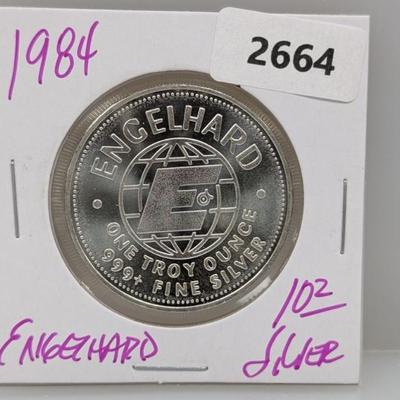 1984
2664
ENGELHARD
E
ONE TROY OUNCE
999+ FINE SILVER
1OZ
ENGELHARD
SILVER